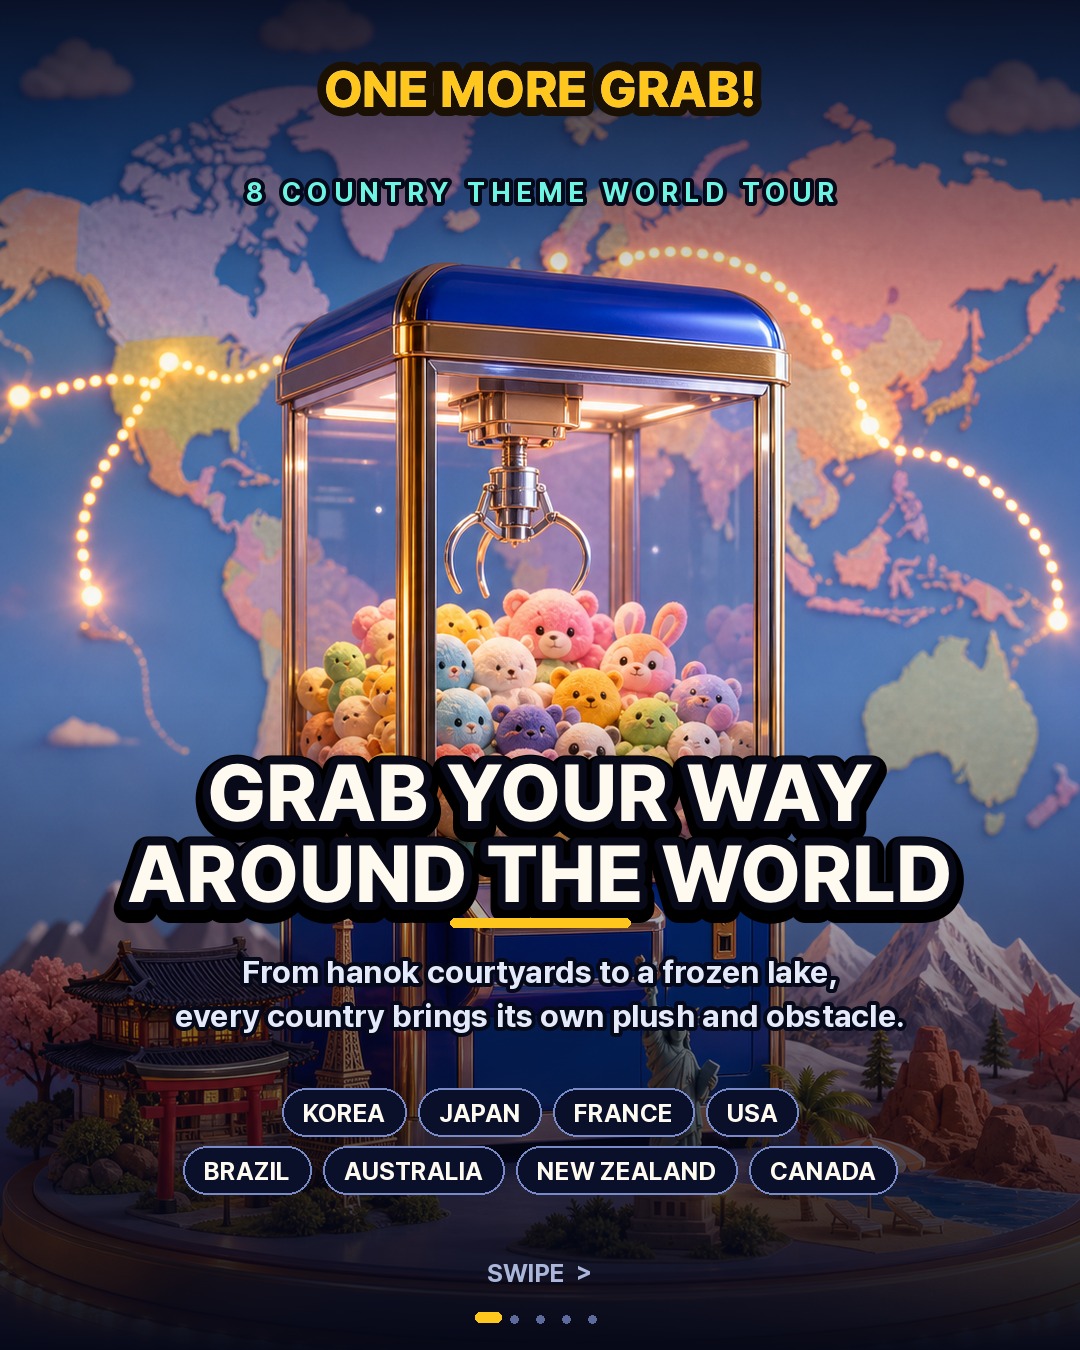 ONE MORE GRAB!
8 COUNTRY THEME WORLD TOUR
GRAB YOUR WAY
AROUND THE WORLD
From hanok courtyards to a frozen lake,
every country brings its own plush and obstacle.
KOREA JAPAN FRANCE USA
BRAZIL AUSTRALIA NEW ZEALAND CANADA
SWIPE >